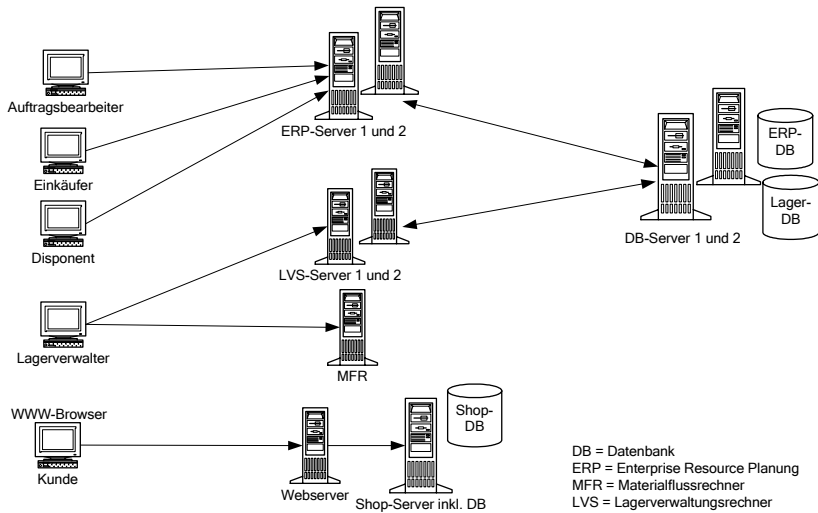 Auftragsbearbeiter
ERP-Server 1 und 2
ERP-
DB
Einkäufer
Lager-
DB
Disponent
LVS-Server 1 und 2
DB-Server 1 und 2
Lagerverwalter
MFR
WWW-Browser
Shop-
DB
Kunde
Webserver
Shop-Server inkl. DB
DB = Datenbank
ERP = Enterprise Resource Planung
MFR = Materialflussrechner
LVS = Lagerverwaltungsrechner